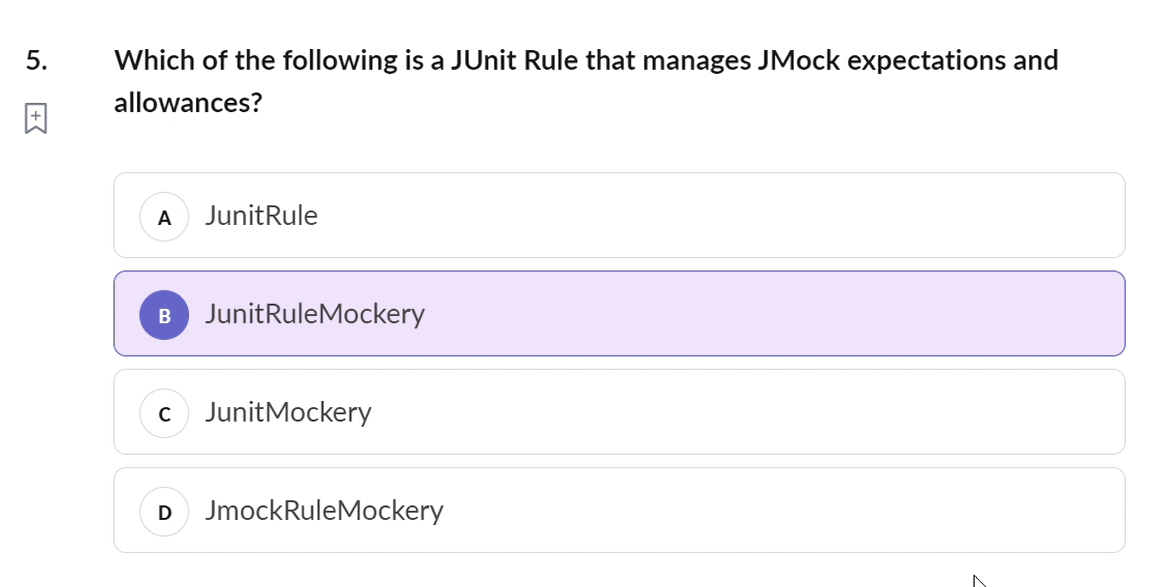 5. Which of the following is a JUnit Rule that manages JMock expectations and
allowances?
A JunitRule
B JunitRuleMockery
C JunitMockery
D JmockRuleMockery